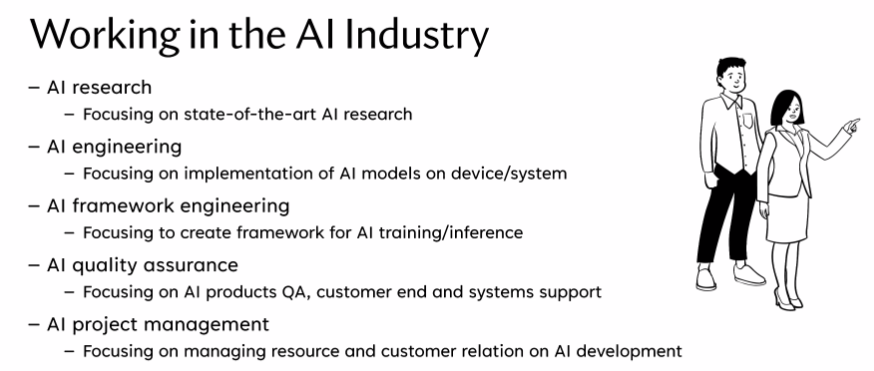 Working in the AI Industry
– AI research
– Focusing on state-of-the-art AI research
– AI engineering
– Focusing on implementation of AI models on device/system
– AI framework engineering
– Focusing to create framework for AI training/inference
– AI quality assurance
– Focusing on AI products QA, customer end and systems support
– AI project management
– Focusing on managing resource and customer relation on AI development